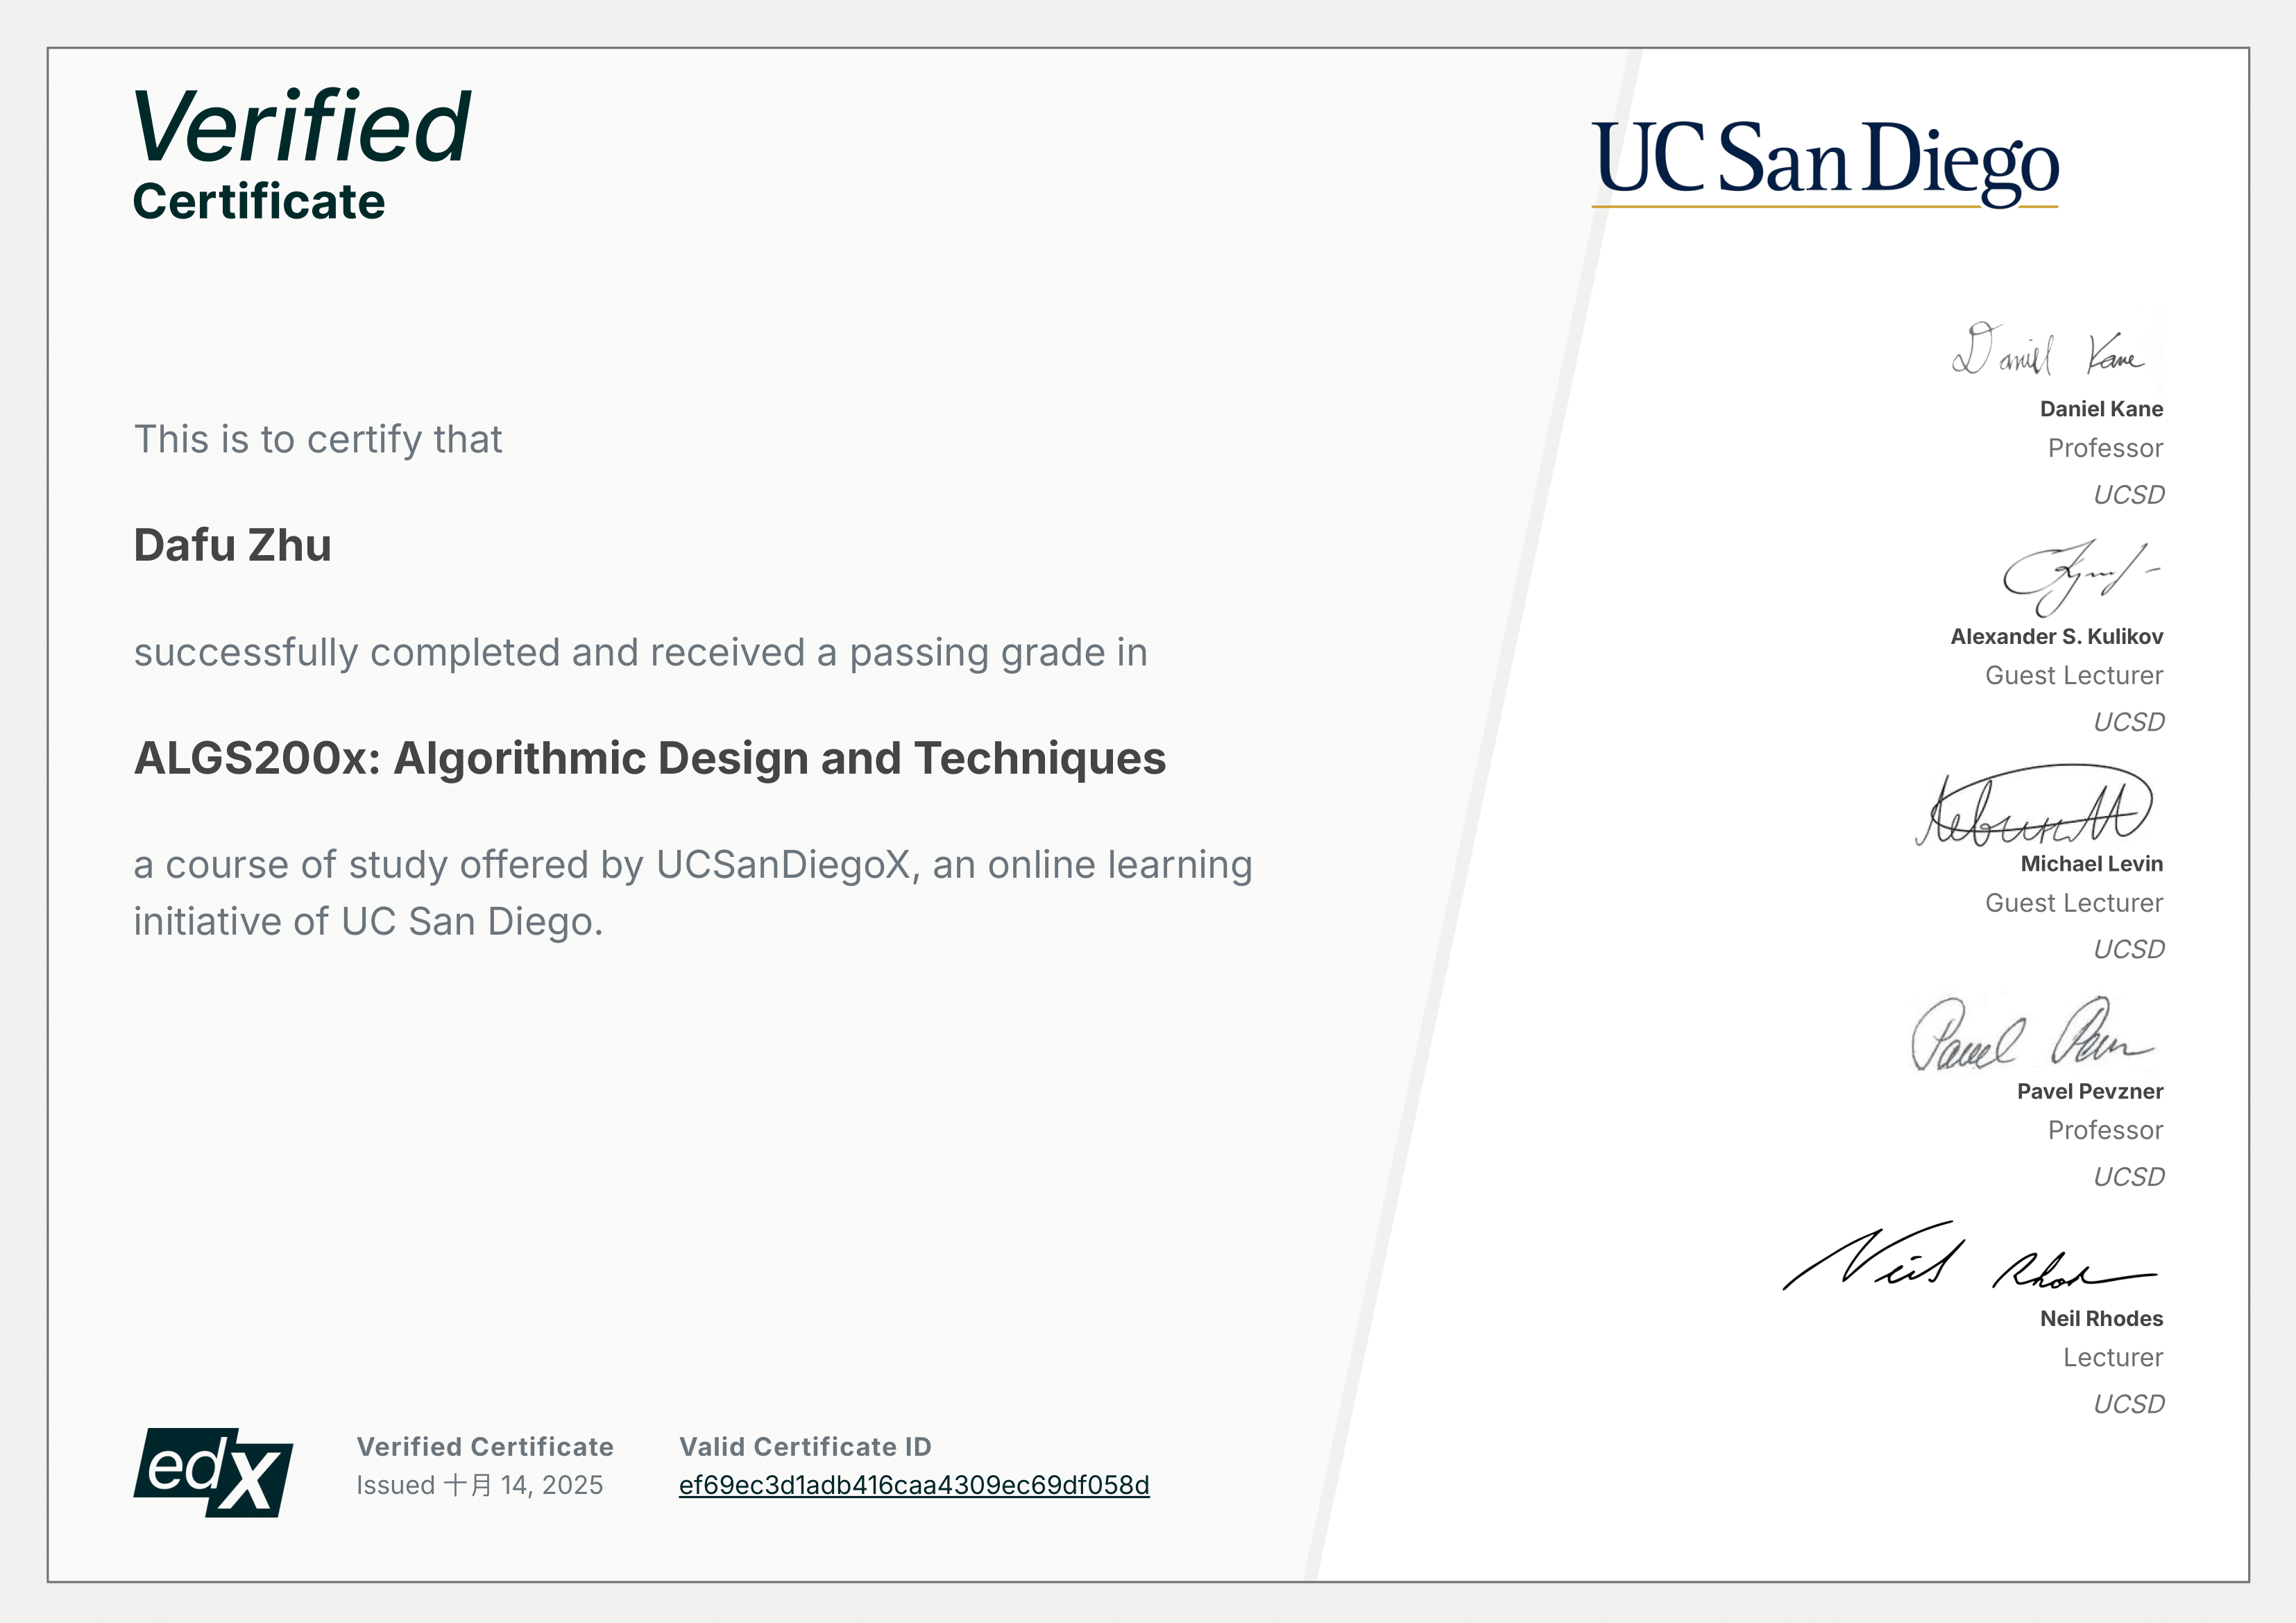 Verified
Certificate
UC San Diego
This is to certify that
Dafu Zhu
successfully completed and received a passing grade in
ALGS200x: Algorithmic Design and Techniques
a course of study offered by UCSanDiegoX, an online learning
initiative of UC San Diego.
Daniel Kane
Daniel Kane
Professor
UCSD
Alexander S. Kulikov
Guest Lecturer
UCSD
Michael Levin
Guest Lecturer
UCSD
Pavel
Pavel Pevzner
Professor
UCSD
Neil Rhodes
Lecturer
UCSD
edX
Verified Certificate
Issued 十月 14, 2025
Valid Certificate ID
ef69ec3d1adb416caa4309ec69df058d